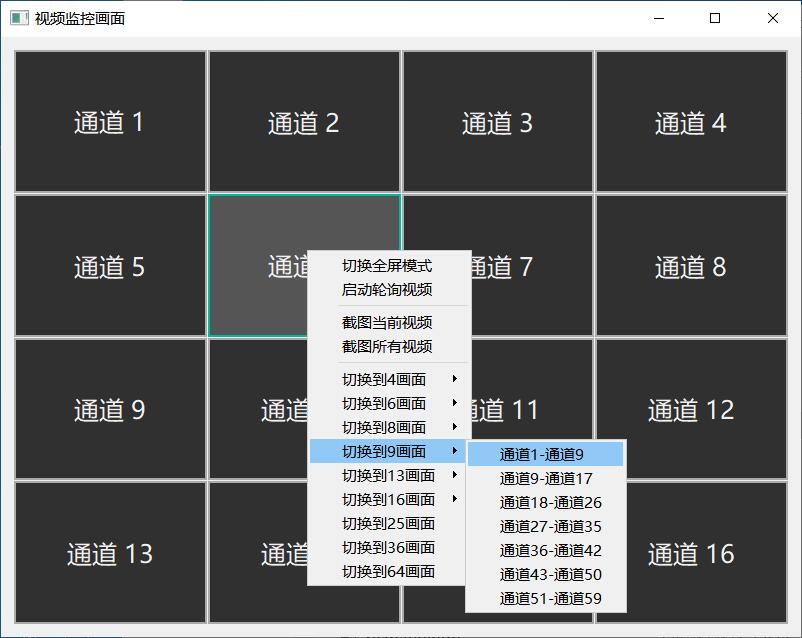 视频监控画面
通道 1
通道 2
通道 3
通道 4
通道 5
通道
通道 7
通道 8
通道 9
通道
通道 11
通道 12
通道 13
通道
通道 16
切换全屏模式
启动轮询视频
截图当前视频
截图所有视频
切换到4画面
切换到6画面
切换到8画面
切换到9画面
切换到13画面
切换到16画面
切换到25画面
切换到36画面
切换到64画面
通道1-通道9
通道9-通道17
通道18-通道26
通道27-通道35
通道36-通道42
通道43-通道50
通道51-通道59